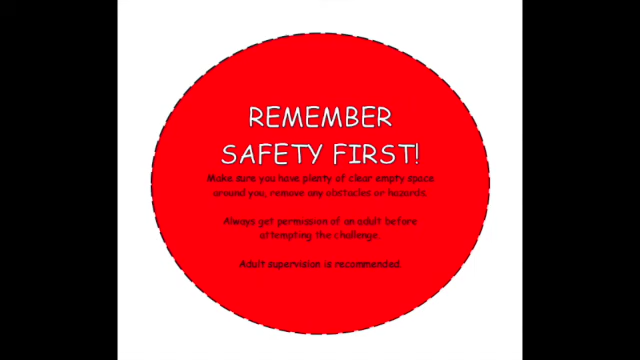 REMEMBER
SAFETY FIRST!
Make sure you have plenty of clear empty space
around you, remove any obstacles or hazards.
Always get permission of an adult before
attempting the challenge.
Adult supervision is recommended.